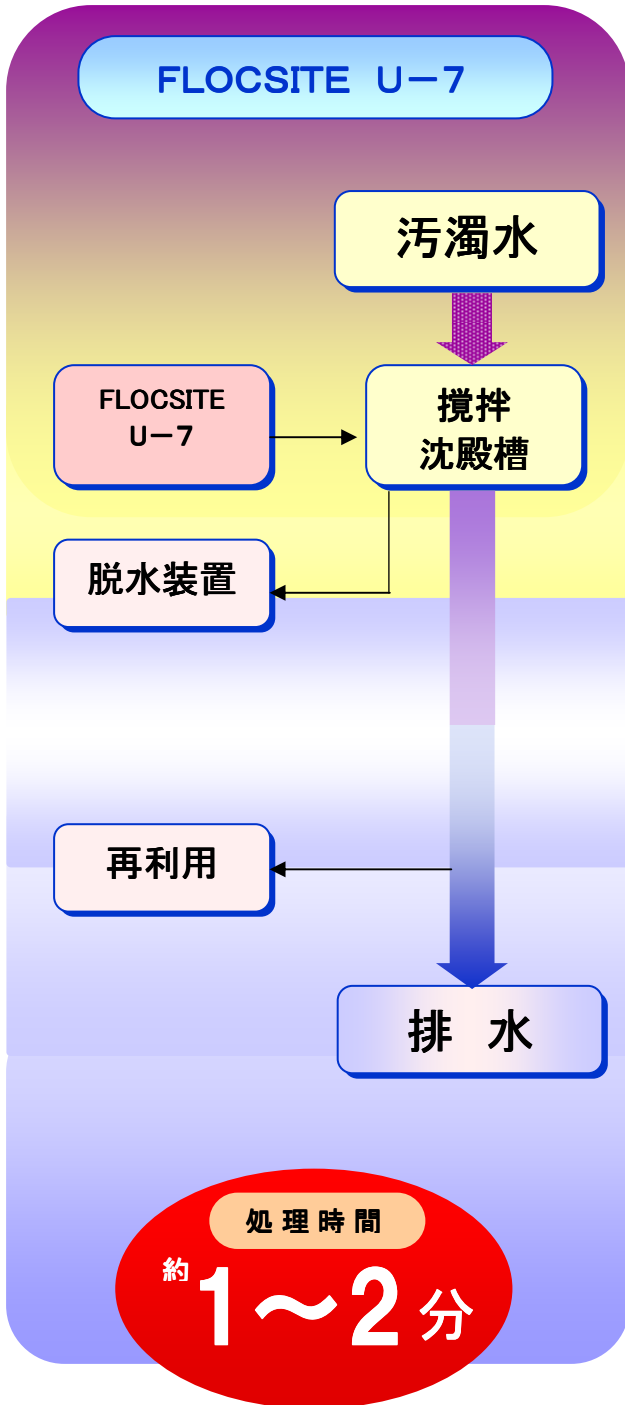 FLOCSITE U－7
汚濁水
FLOCSITE
U－7
撹拌
沈殿槽
脱水装置
再利用
排 水
処理時間
約1～2分